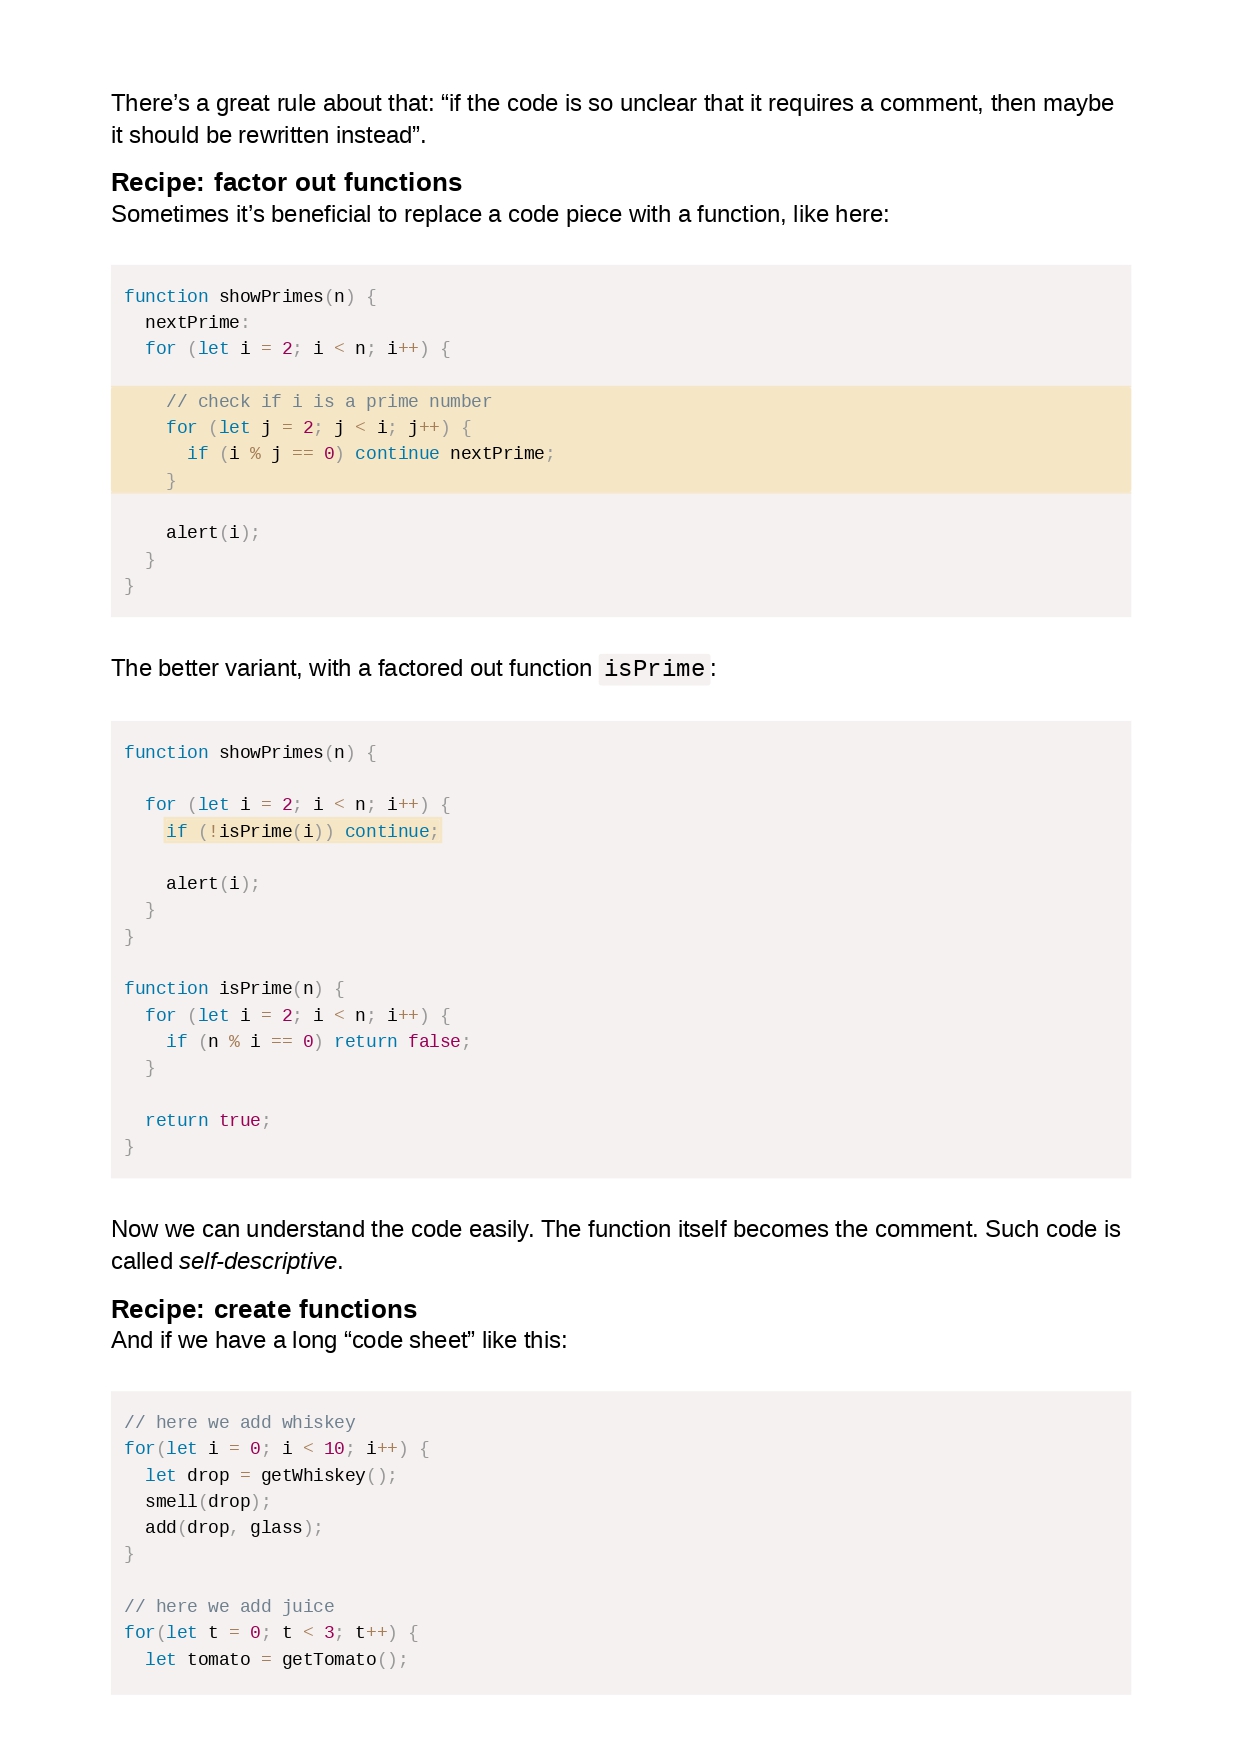 There’s a great rule about that: “if the code is so unclear that it requires a comment, then maybe
it should be rewritten instead”.
Recipe: factor out functions
Sometimes it’s beneficial to replace a code piece with a function, like here:
function showPrimes(n) {
  nextPrime:
  for (let i = 2; i < n; i++) {
    // check if i is a prime number
    for (let j = 2; j < i; j++) {
      if (i % j == 0) continue nextPrime;
    }
    alert(i);
  }
}
The better variant, with a factored out function isPrime:
function showPrimes(n) {
  for (let i = 2; i < n; i++) {
    if (!isPrime(i)) continue;
    alert(i);
  }
}
function isPrime(n) {
  for (let i = 2; i < n; i++) {
    if (n % i == 0) return false;
  }
  return true;
}
Now we can understand the code easily. The function itself becomes the comment. Such code is
called self-descriptive.
Recipe: create functions
And if we have a long “code sheet” like this:
// here we add whiskey
for(let i = 0; i < 10; i++) {
  let drop = getWhiskey();
  smell(drop);
  add(drop, glass);
}
// here we add juice
for(let t = 0; t < 3; t++) {
  let tomato = getTomato();